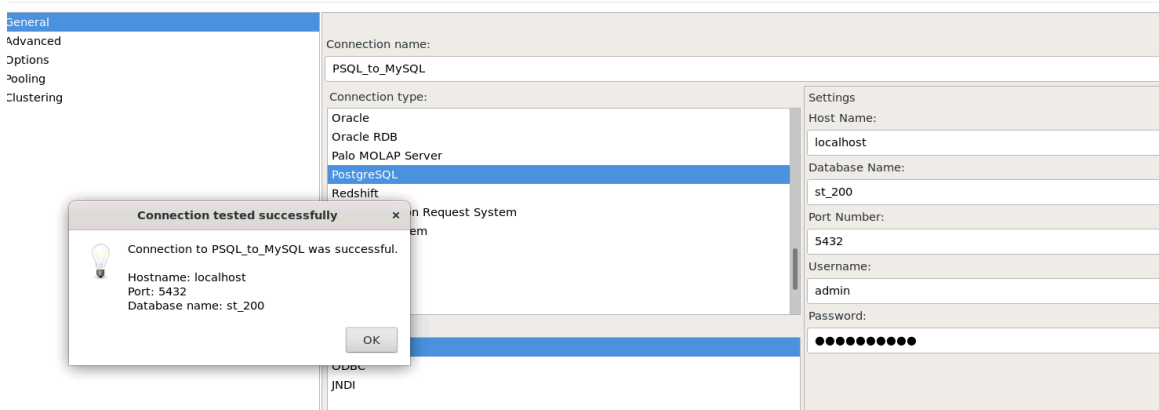 General
Advanced
Options
Pooling
Clustering
Connection name:
PSQL_to_MySQL
Connection type:
Oracle
Oracle RDB
Palo MOLAP Server
PostgreSQL
Redshift
n Request System
em
ODBC
JNDI
Settings
Host Name:
localhost
Database Name:
st_200
Port Number:
5432
Username:
admin
Password:
●●●●●●●●●●
Connection tested successfully ×
Connection to PSQL_to_MySQL was successful.
Hostname: localhost
Port: 5432
Database name: st_200
OK